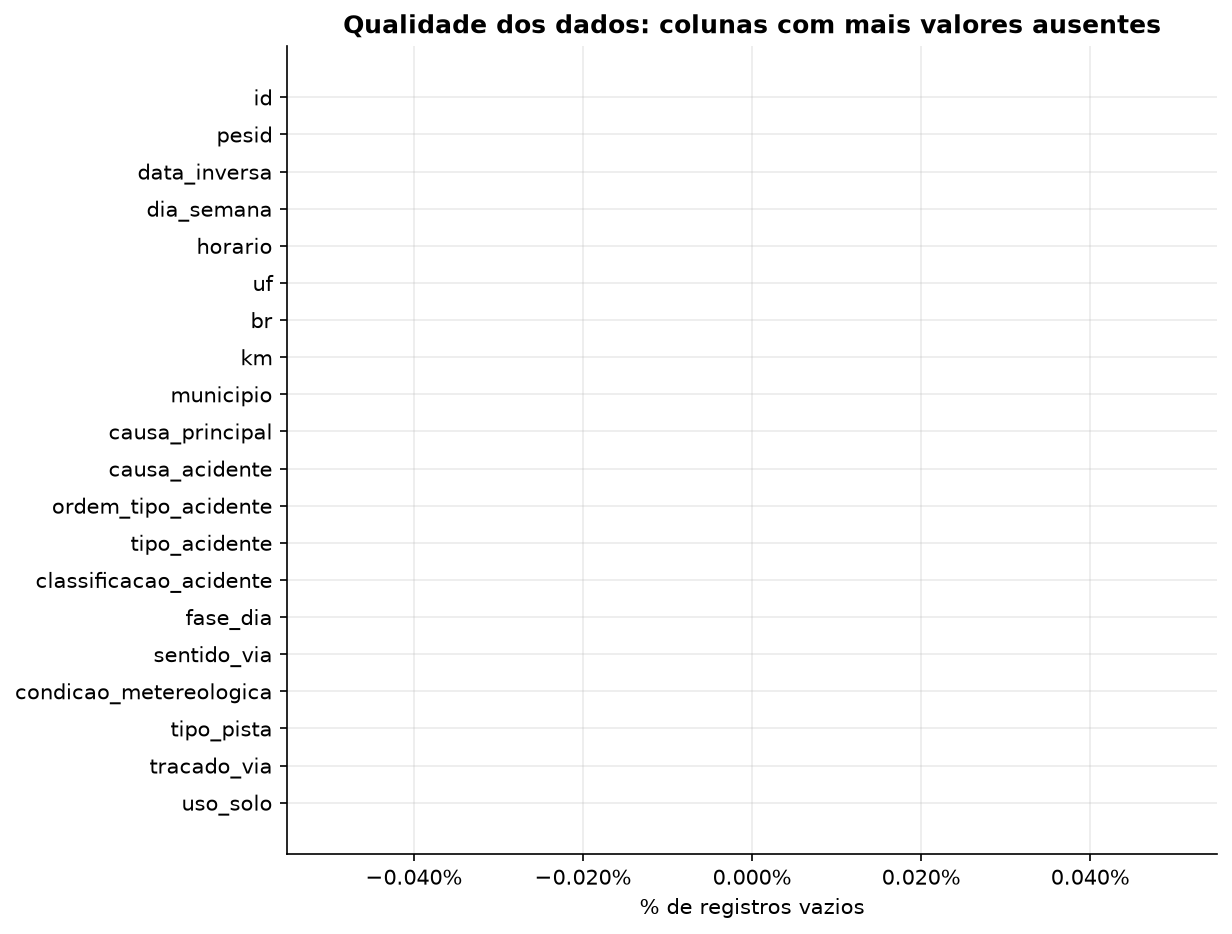 Qualidade dos dados: colunas com mais valores ausentes
id
pesid
data_inversa
dia_semana
horario
uf
br
km
municipio
causa_principal
causa_acidente
ordem_tipo_acidente
tipo_acidente
classificacao_acidente
fase_dia
sentido_via
condicao_metereologica
tipo_pista
tracado_via
uso_solo
−0.040% −0.020% 0.000% 0.020% 0.040%
% de registros vazios